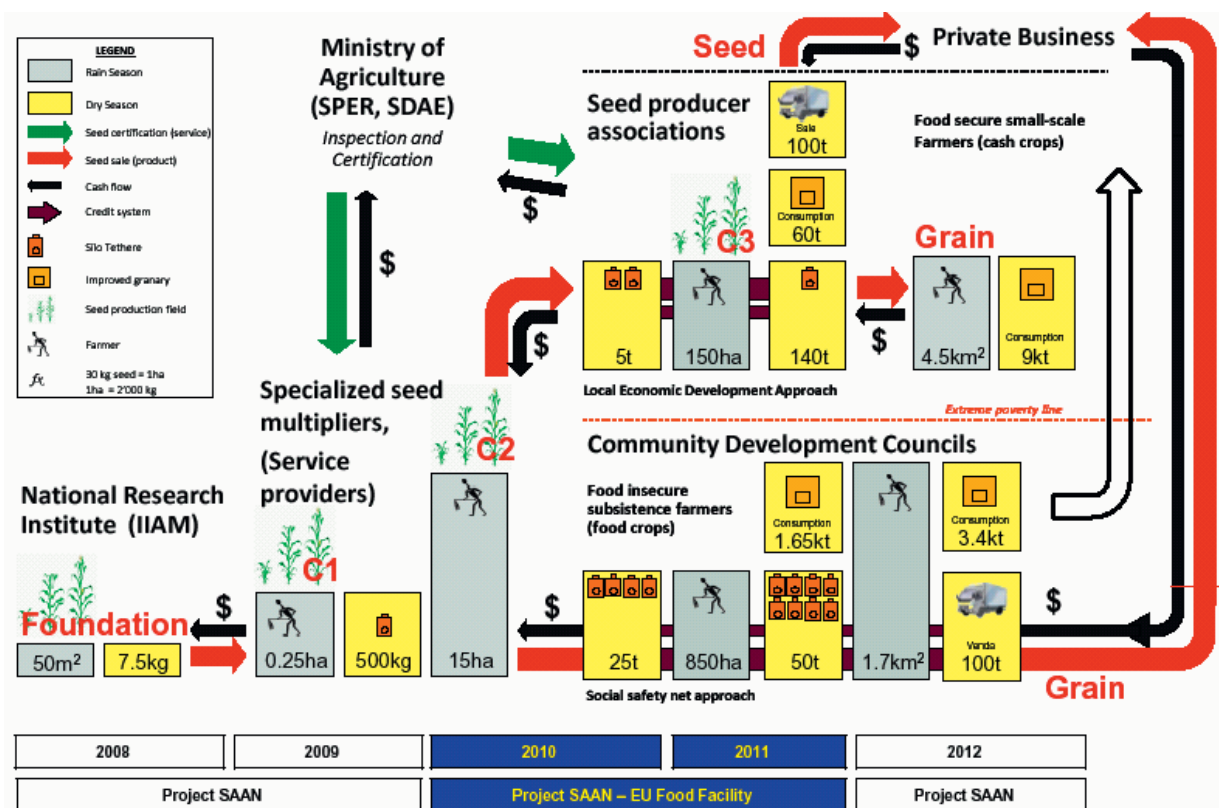 LEGEND
Rain Season
Dry Season
Seed certification (service)
Seed sale (product)
Cash flow
Credit system
Silo Tethere
Improved granary
Seed production field
Farmer
fx
30 kg seed = 1ha
1ha = 2'000 kg
Ministry of
Agriculture
(SPER, SDAE)
Inspection and
Certification
$
$
Seed
$
Private Business
Seed producer
associations
Sale
100t
Consumption
60t
Food secure small-scale
Farmers (cash crops)
C3
Grain
5t
150ha
140t
$
$
4.5km²
Consumption
9kt
Local Economic Development Approach
Extreme poverty line
Specialized seed
multipliers,
(Service
providers)
C2
15ha
Community Development Councils
Food insecure
subsistence farmers
(food crops)
Consumption
1.65kt
Consumption
3.4kt
National Research
Institute (IIAM)
Foundation
50m²
7.5kg
$
C1
0.25ha
500kg
$
25t
850ha
50t
1.7km²
Venda
100t
$
Grain
Social safety net approach
2008
2009
2010
2011
2012
Project SAAN
Project SAAN – EU Food Facility
Project SAAN